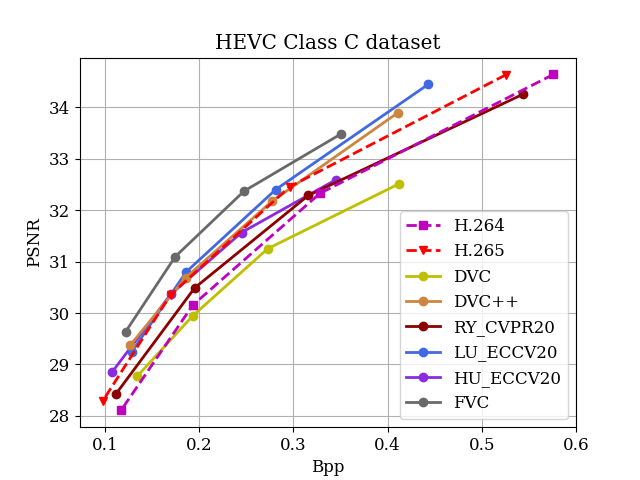 HEVC Class C dataset
PSNR
34
33
32
31
30
29
28
0.1 0.2 0.3 0.4 0.5 0.6
Bpp
H.264
H.265
DVC
DVC++
RY_CVPR20
LU_ECCV20
HU_ECCV20
FVC